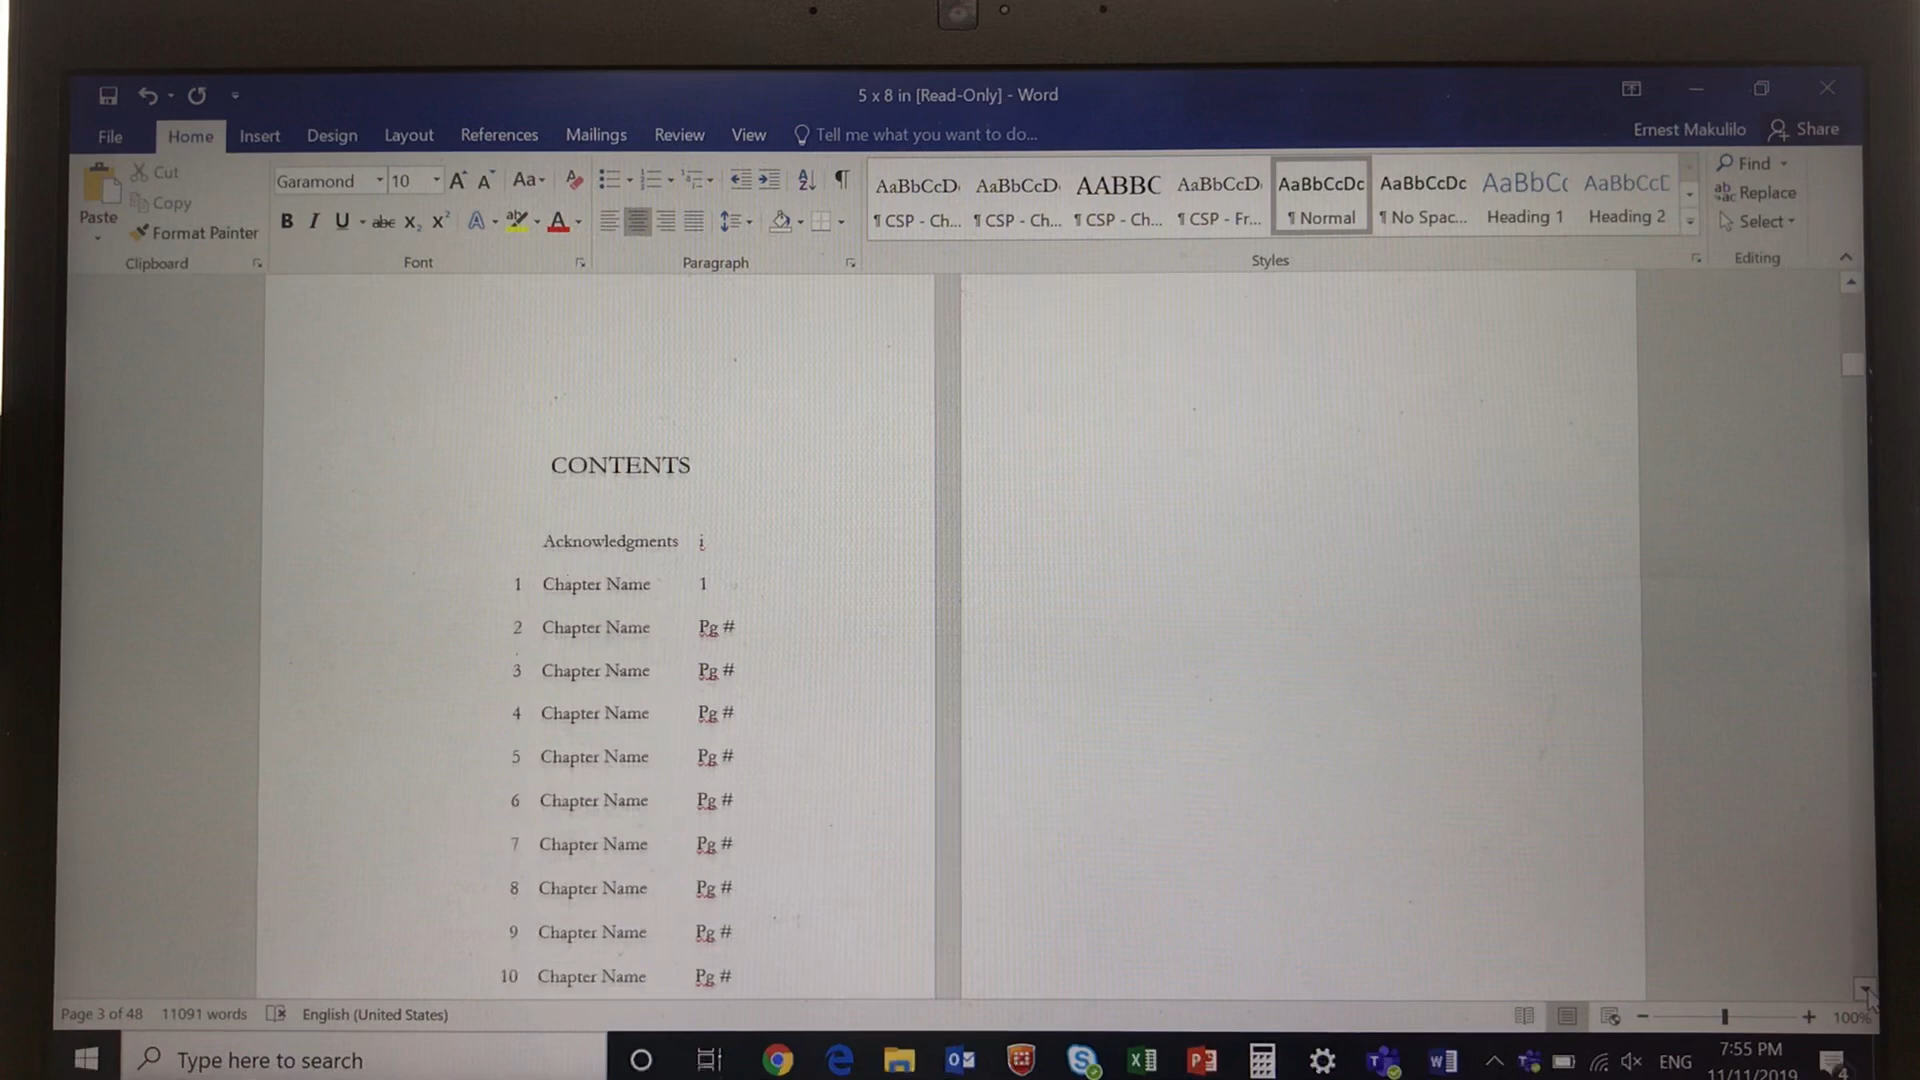 5 x 8 in [Read-Only] - Word
File Home Insert Design Layout References Mailings Review View Tell me what you want to do... Ernest Makulilo Share
Paste
Cut
Copy
Format Painter
Clipboard
Garamond 10
Font
Paragraph
AaBbCcD AaBbCcD AABBC AaBbCcD AaBbCcDc AaBbCcDc AaBbCc AaBbCcD
¶ CSP - Ch... ¶ CSP - Ch... ¶ CSP - Ch... ¶ CSP - Fr... ¶ Normal ¶ No Spac... Heading 1 Heading 2
Styles
Find
Replace
Select
Editing
CONTENTS
Acknowledgments i
1 Chapter Name 1
2 Chapter Name Pg #
3 Chapter Name Pg #
4 Chapter Name Pg #
5 Chapter Name Pg #
6 Chapter Name Pg #
7 Chapter Name Pg #
8 Chapter Name Pg #
9 Chapter Name Pg #
10 Chapter Name Pg #
Page 3 of 48 11091 words English (United States) 100%
Type here to search
ENG
7:55 PM
11/11/2019
4